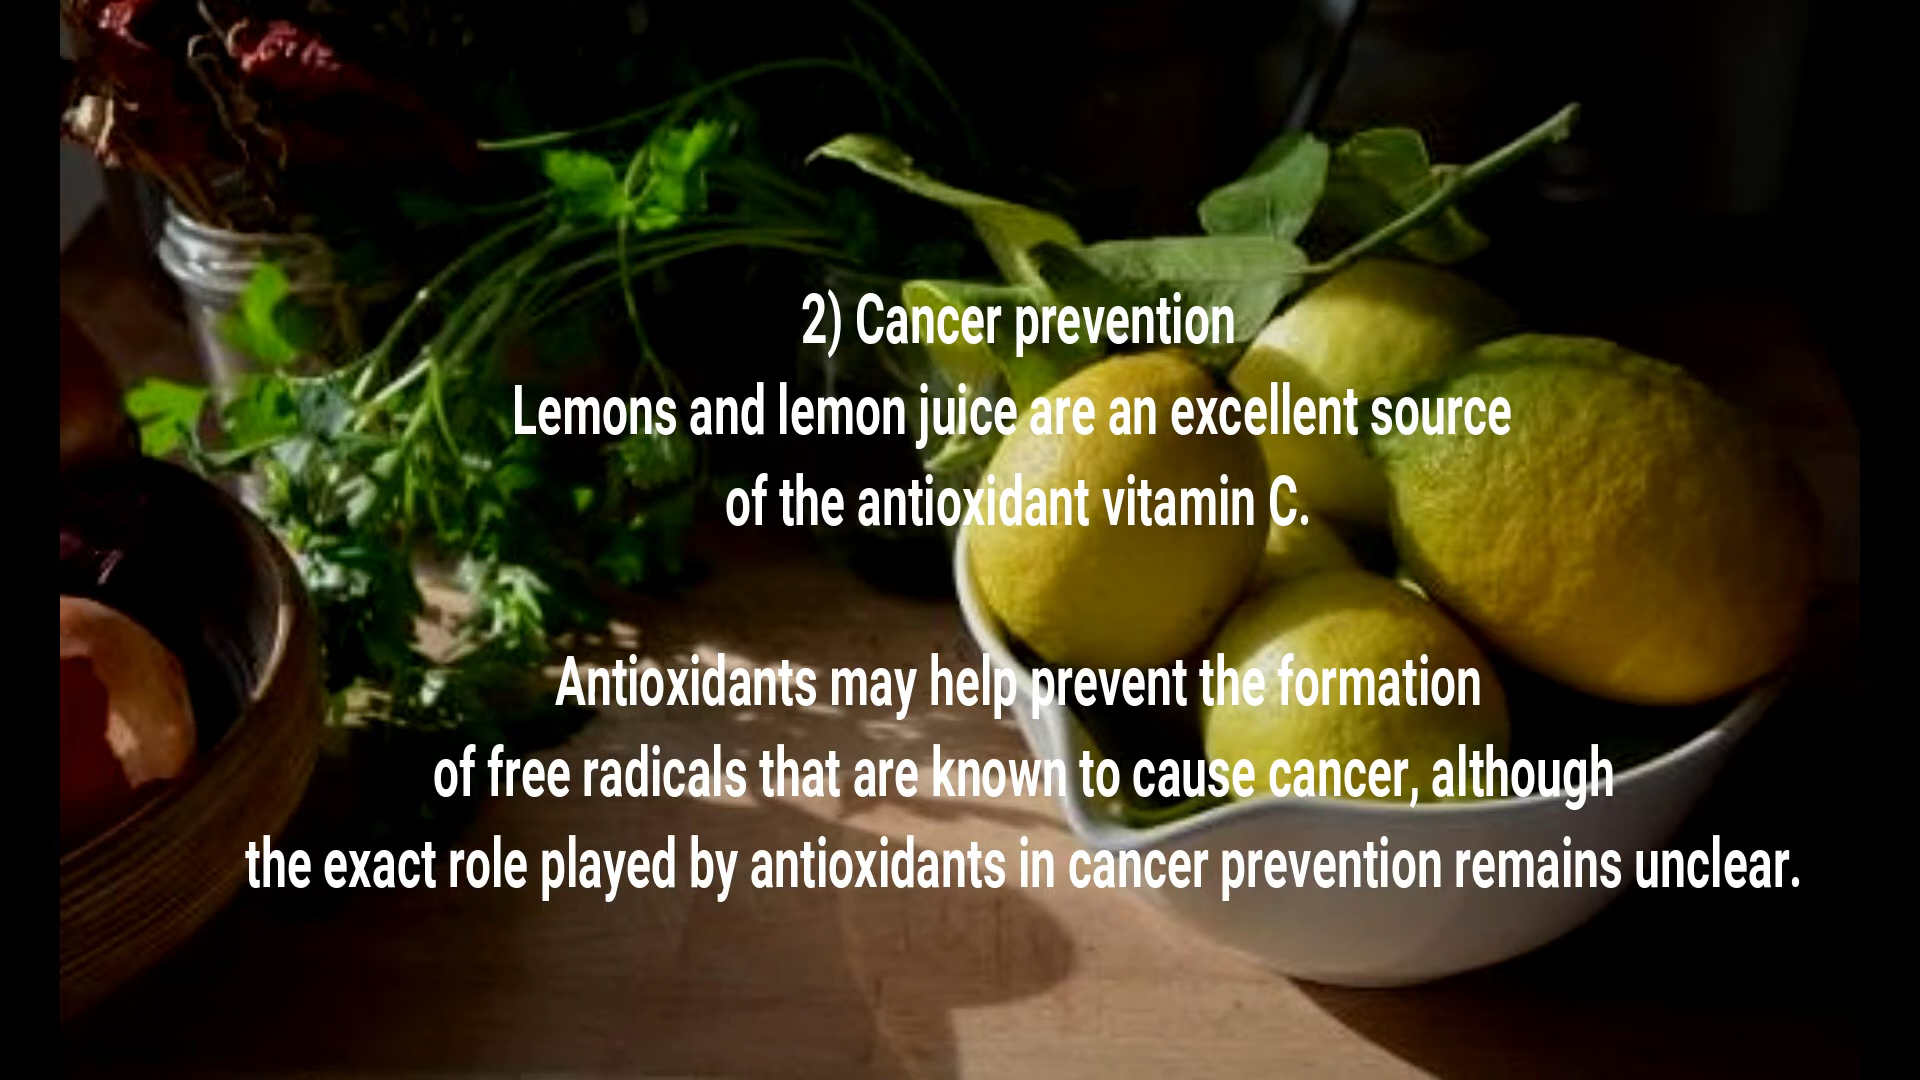 2) Cancer prevention
Lemons and lemon juice are an excellent source
of the antioxidant vitamin C.
Antioxidants may help prevent the formation
of free radicals that are known to cause cancer, although
the exact role played by antioxidants in cancer prevention remains unclear.